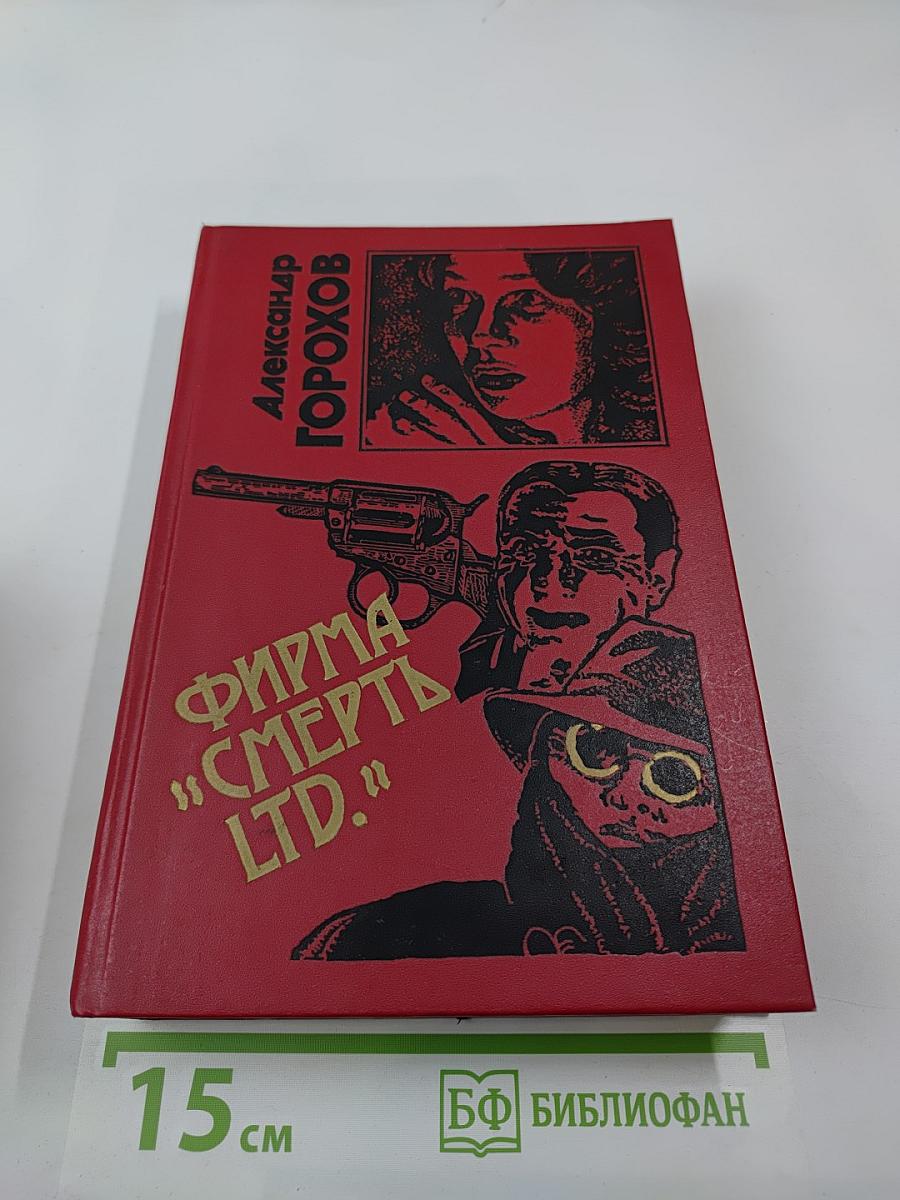 Александр
ГОРОХОВ
ФИРМА
"СМЕРТЬ
LTD."
15 см
БФ БИБЛИОФАН